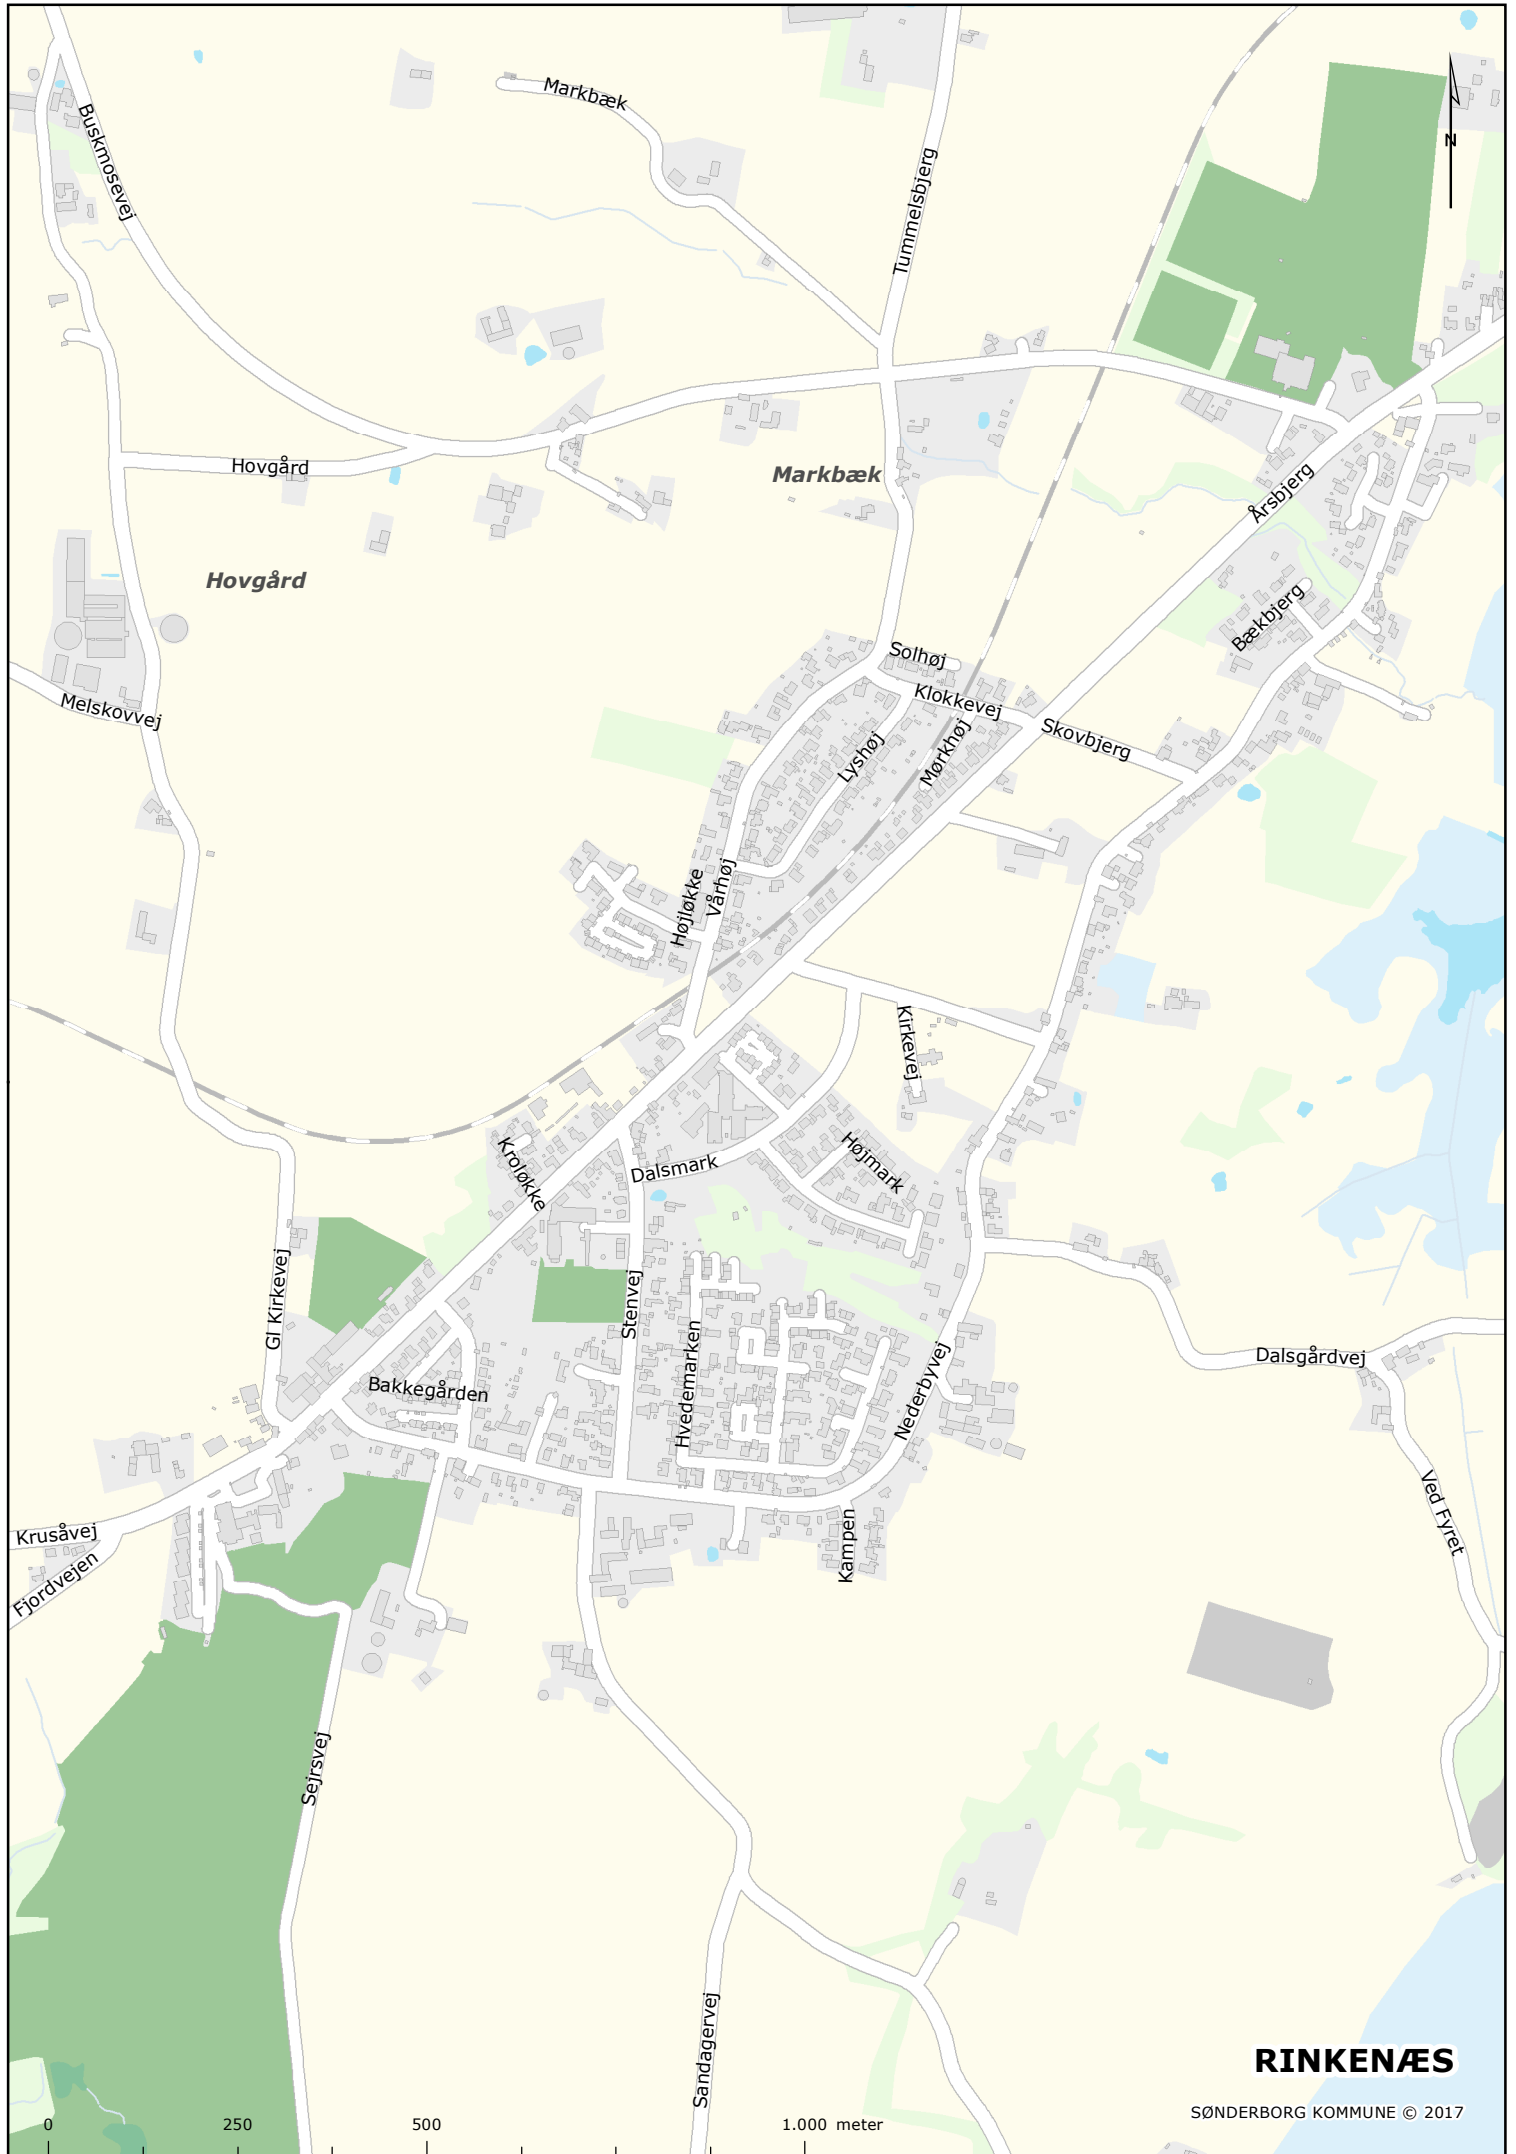 Markbæk
Buskmosevej
Tummelsbjerg
N
Hovgård
Markbæk
Årsbjerg
Hovgård
Bækbjerg
Solhøj
Klokkevej
Melskovvej
Skovbjerg
Lyshøj
Mørkhøj
Højløkke
Vårhøj
Kirkevej
Kroløkke
Dalsmark
Højmark
Gl Kirkevej
Stenvej
Hvedemarken
Nederbyvej
Dalsgårdvej
Bakkegården
Ved Fyret
Krusåvej
Fjordvejen
Kampen
Sejrsvej
Sandagervej
RINKENÆS
SØNDERBORG KOMMUNE © 2017
0 250 500 1.000 meter